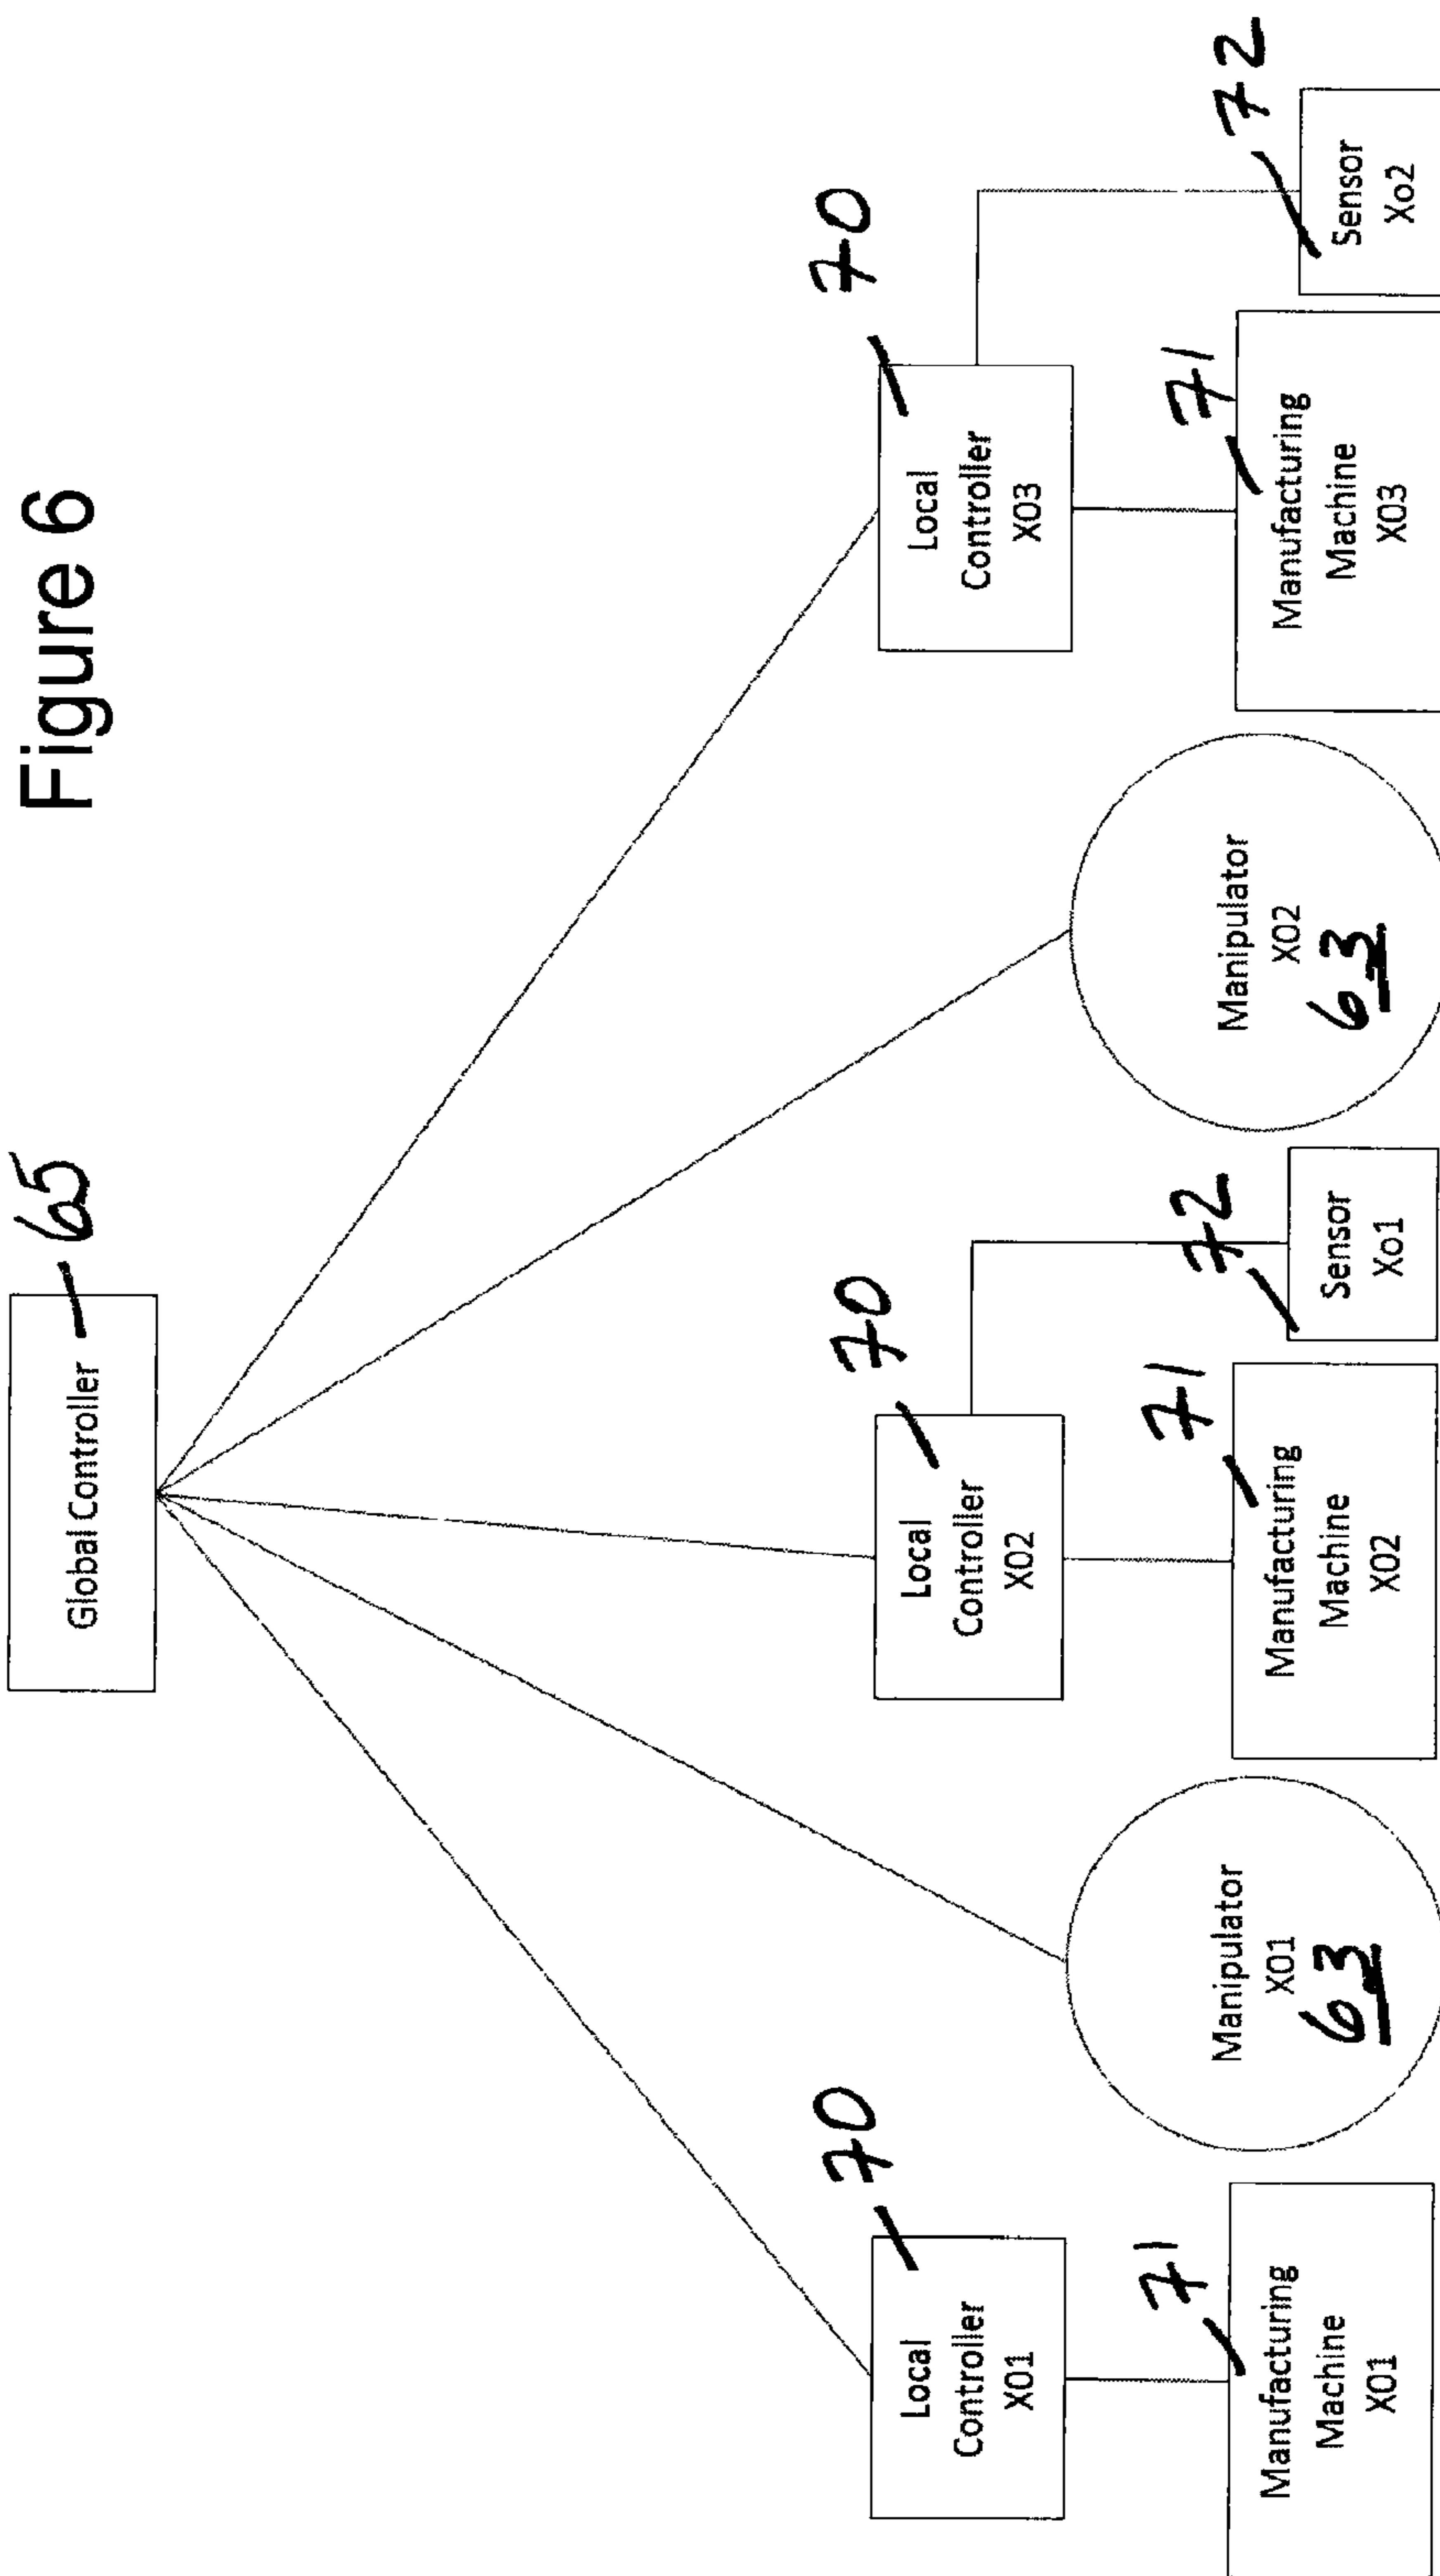 Figure 6
Global Controller
65
Local
Controller
X01
70
Manufacturing
Machine
X01
71
Manipulator
X01
63
Local
Controller
X02
70
Manufacturing
Machine
X02
71
Sensor
Xo1
72
Manipulator
X02
63
Local
Controller
X03
70
Manufacturing
Machine
X03
71
Sensor
Xo2
72